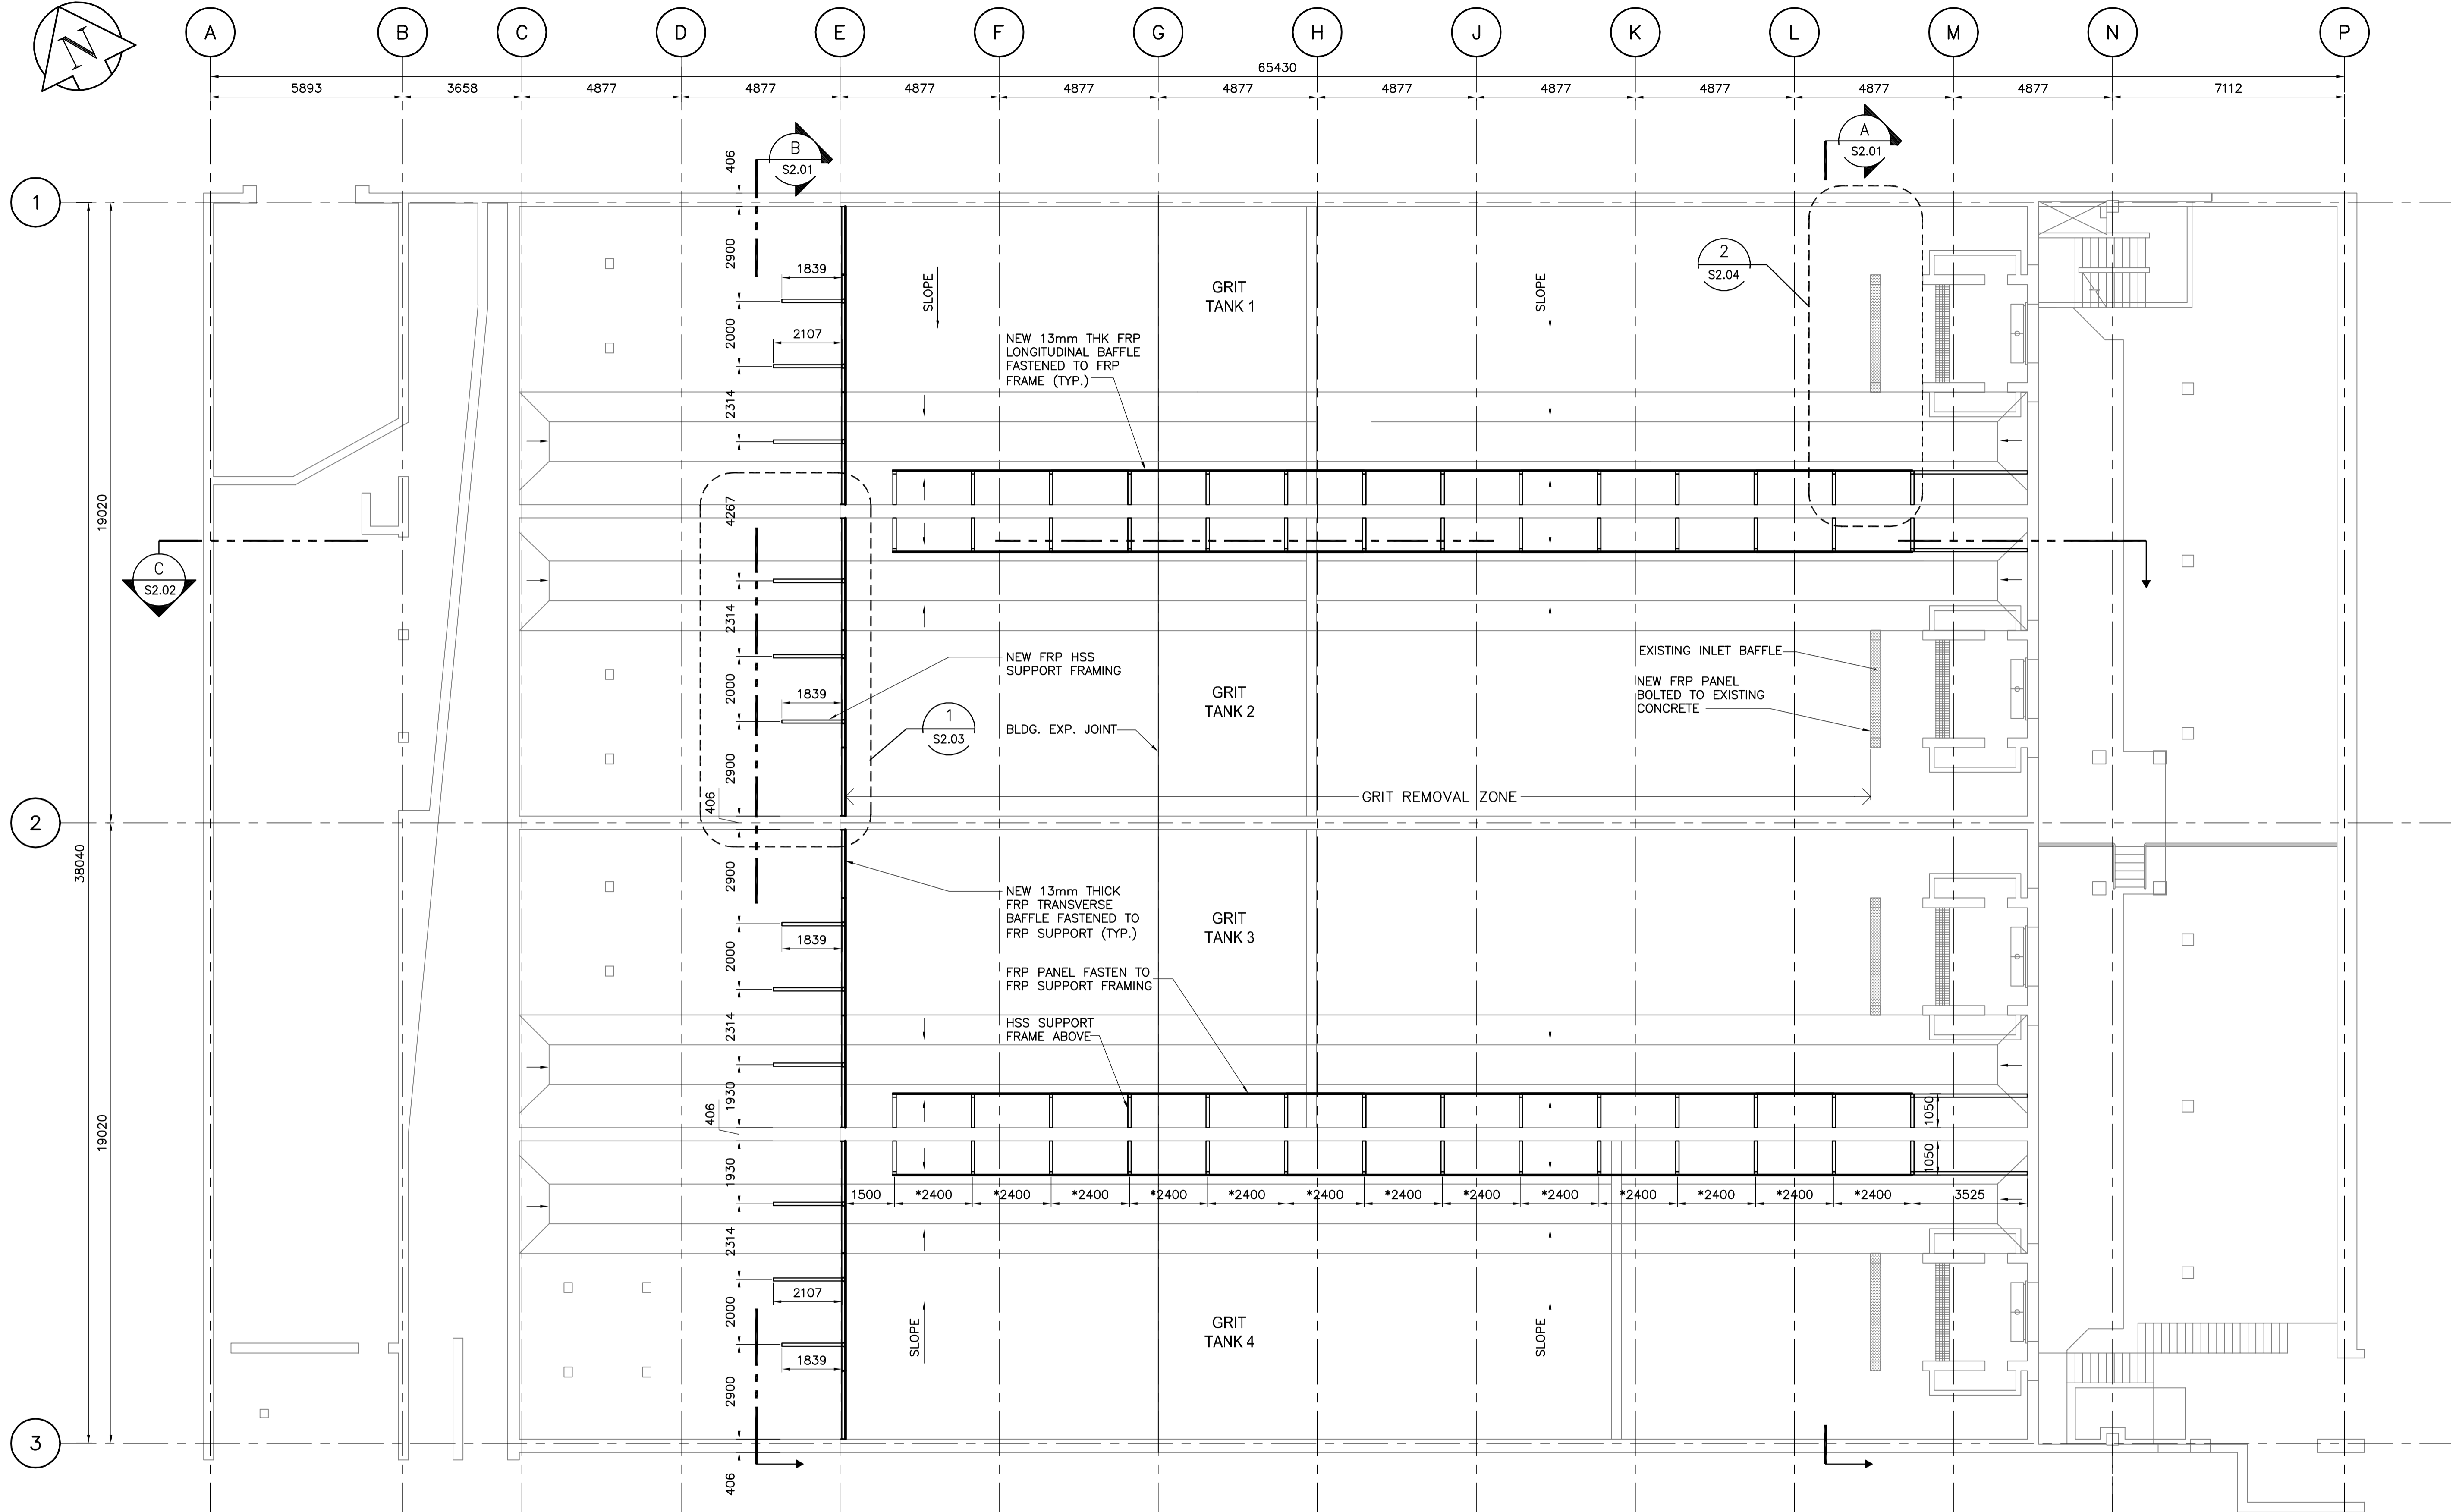 N
A B C D E F G H J K L M N P
65430
5893 3658 4877 4877 4877 4877 4877 4877 4877 4877 4877 4877 7112
B
S2.01
A
S2.01
406
1
2900
1839
2
S2.04
SLOPE
SLOPE
GRIT
TANK 1
2000
2107
NEW 13mm THK FRP
LONGITUDINAL BAFFLE
FASTENED TO FRP
FRAME (TYP.)
2314
4267
19020
C
S2.02
2314
NEW FRP HSS
SUPPORT FRAMING
EXISTING INLET BAFFLE
2000
1839
GRIT
TANK 2
NEW FRP PANEL
BOLTED TO EXISTING
CONCRETE
1
S2.03
BLDG. EXP. JOINT
2900
406
GRIT REMOVAL ZONE
2
38040
2900
NEW 13mm THICK
FRP TRANSVERSE
BAFFLE FASTENED TO
FRP SUPPORT (TYP.)
GRIT
TANK 3
1839
2000
FRP PANEL FASTEN TO
FRP SUPPORT FRAMING
2314
HSS SUPPORT
FRAME ABOVE
1930
406
1050
19020
1050
1930
1500 *2400 *2400 *2400 *2400 *2400 *2400 *2400 *2400 *2400 *2400 *2400 *2400 *2400 3525
2314
2107
2000
SLOPE
SLOPE
GRIT
TANK 4
1839
2900
3
406